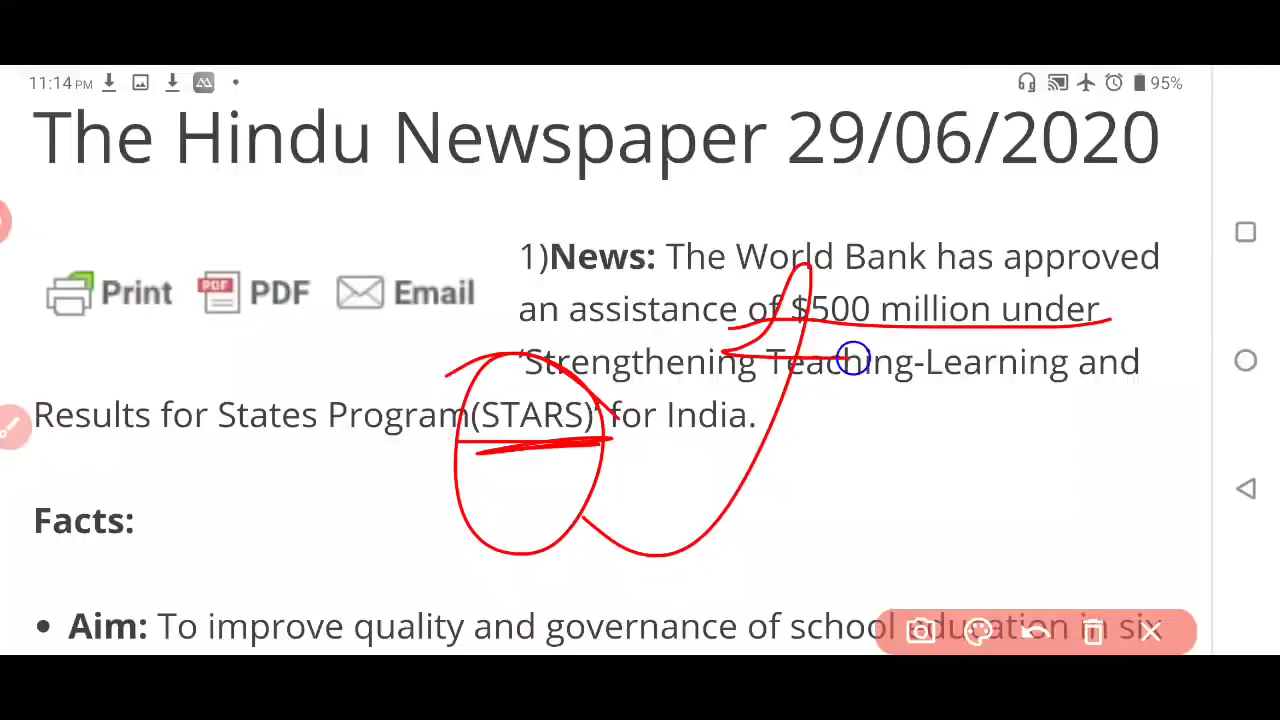 11:14 PM
95%
The Hindu Newspaper 29/06/2020
Print
PDF
PDF
Email
1)News: The World Bank has approved
an assistance of $500 million under
'Strengthening Teaching-Learning and
Results for States Program(STARS)' for India.
Facts:
• Aim: To improve quality and governance of school education in six